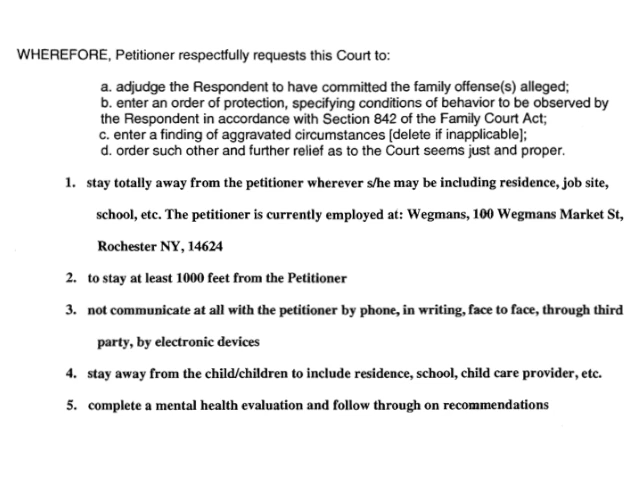 WHEREFORE, Petitioner respectfully requests this Court to:
a. adjudge the Respondent to have committed the family offense(s) alleged;
b. enter an order of protection, specifying conditions of behavior to be observed by
the Respondent in accordance with Section 842 of the Family Court Act;
c. enter a finding of aggravated circumstances [delete if inapplicable];
d. order such other and further relief as to the Court seems just and proper.
1. stay totally away from the petitioner wherever s/he may be including residence, job site,
school, etc. The petitioner is currently employed at: Wegmans, 100 Wegmans Market St,
Rochester NY, 14624
2. to stay at least 1000 feet from the Petitioner
3. not communicate at all with the petitioner by phone, in writing, face to face, through third
party, by electronic devices
4. stay away from the child/children to include residence, school, child care provider, etc.
5. complete a mental health evaluation and follow through on recommendations